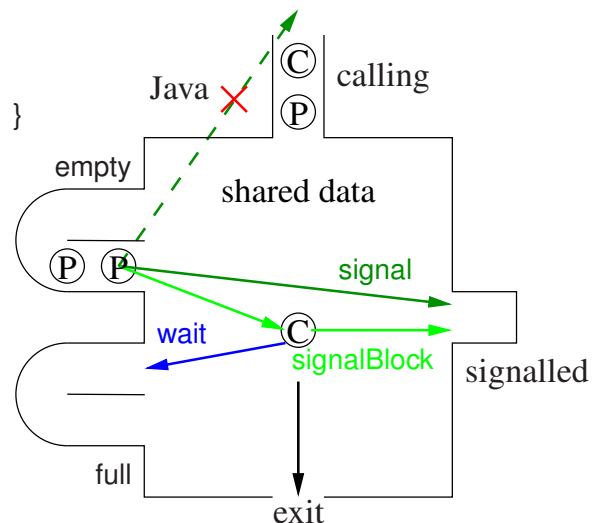 C
calling
Java
P
}
empty
shared data
P P
signal
wait
C
signalBlock
signalled
full
exit